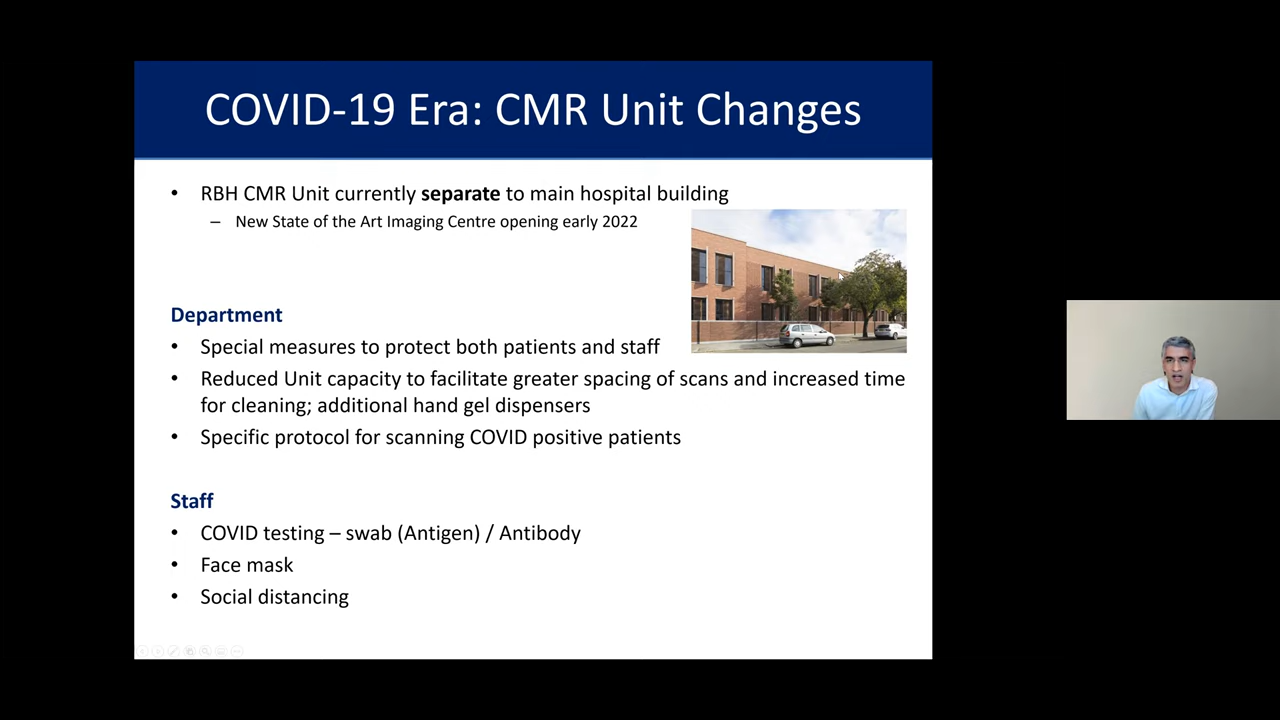 COVID-19 Era: CMR Unit Changes
• RBH CMR Unit currently separate to main hospital building
– New State of the Art Imaging Centre opening early 2022
Department
• Special measures to protect both patients and staff
• Reduced Unit capacity to facilitate greater spacing of scans and increased time
for cleaning; additional hand gel dispensers
• Specific protocol for scanning COVID positive patients
Staff
• COVID testing – swab (Antigen) / Antibody
• Face mask
• Social distancing